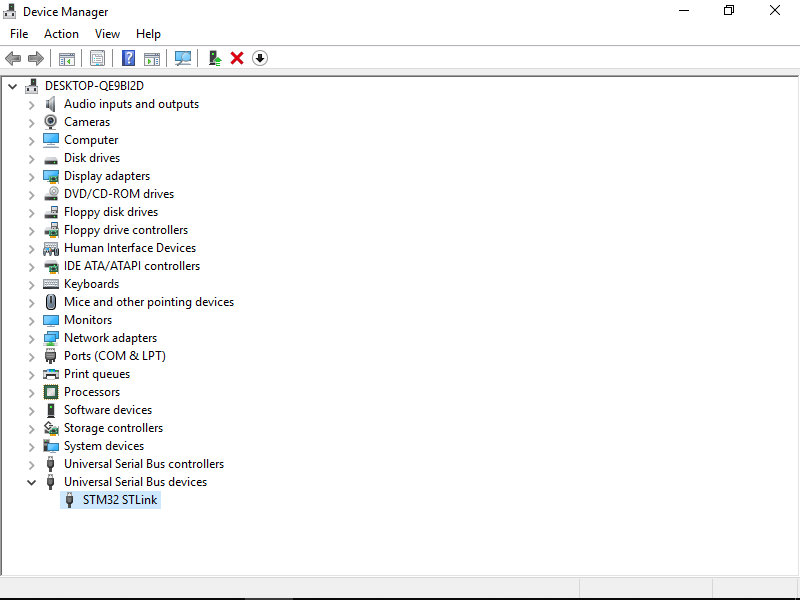 Device Manager
File Action View Help
DESKTOP-QE9BI2D
Audio inputs and outputs
Cameras
Computer
Disk drives
Display adapters
DVD/CD-ROM drives
Floppy disk drives
Floppy drive controllers
Human Interface Devices
IDE ATA/ATAPI controllers
Keyboards
Mice and other pointing devices
Monitors
Network adapters
Ports (COM & LPT)
Print queues
Processors
Software devices
Storage controllers
System devices
Universal Serial Bus controllers
Universal Serial Bus devices
STM32 STLink